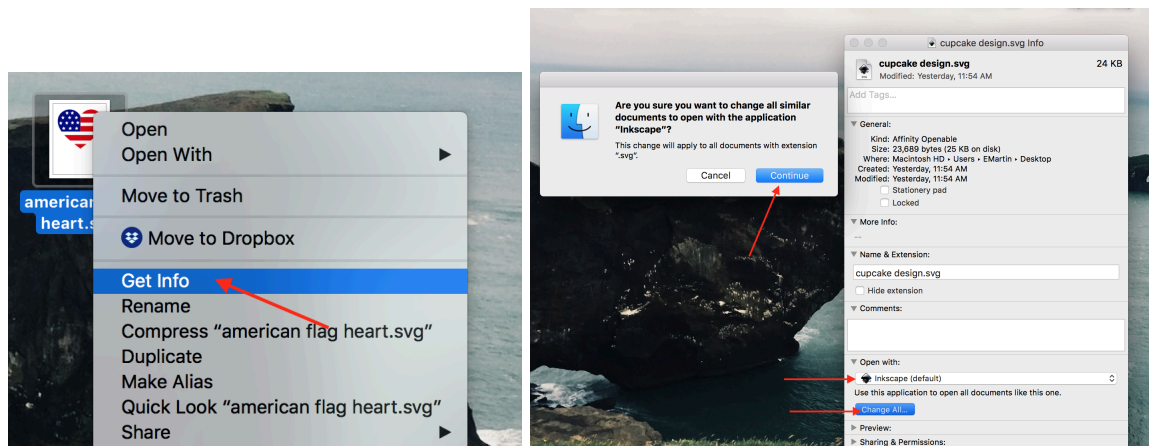 american
heart.s
Open
Open With
Move to Trash
Move to Dropbox
Get Info
Rename
Compress “american flag heart.svg”
Duplicate
Make Alias
Quick Look “american flag heart.svg”
Share
Are you sure you want to change all similar
documents to open with the application
“Inkscape”?
This change will apply to all documents with extension
“.svg”.
Cancel
Continue
cupcake design.svg Info
cupcake design.svg 24 KB
Modified: Yesterday, 11:54 AM
Add Tags...
General:
Kind: Affinity Openable
Size: 23,689 bytes (25 KB on disk)
Where: Macintosh HD ▸ Users ▸ EMartin ▸ Desktop
Created: Yesterday, 11:54 AM
Modified: Yesterday, 11:54 AM
Stationery pad
Locked
More Info:
--
Name & Extension:
cupcake design.svg
Hide extension
Comments:
Open with:
Inkscape (default)
Use this application to open all documents like this one.
Change All...
Preview:
Sharing & Permissions: